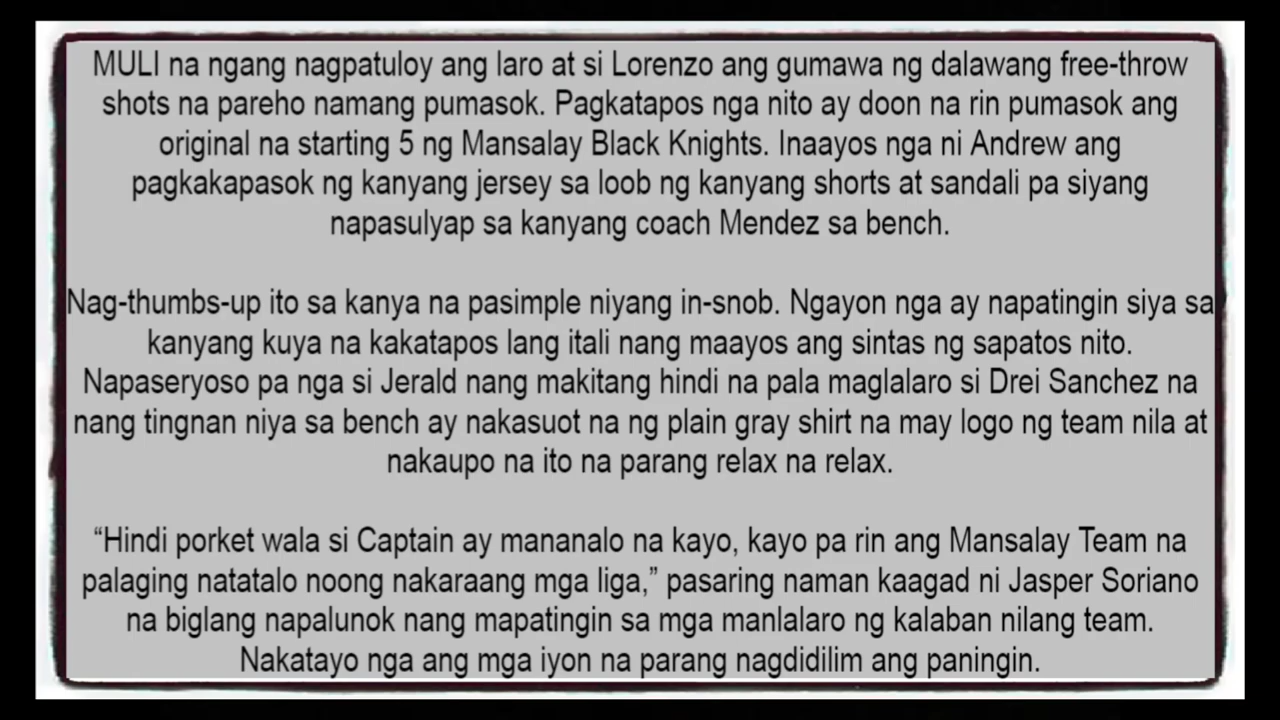 MULI na ngang nagpatuloy ang laro at si Lorenzo ang gumawa ng dalawang free-throw
shots na pareho namang pumasok. Pagkatapos nga nito ay doon na rin pumasok ang
original na starting 5 ng Mansalay Black Knights. Inaayos nga ni Andrew ang
pagkakapasok ng kanyang jersey sa loob ng kanyang shorts at sandali pa siyang
napasulyap sa kanyang coach Mendez sa bench.
Nag-thumbs-up ito sa kanya na pasimple niyang in-snob. Ngayon nga ay napatingin siya sa
kanyang kuya na kakatapos lang itali nang maayos ang sintas ng sapatos nito.
Napaseryoso pa nga si Jerald nang makitang hindi na pala maglalaro si Drei Sanchez na
nang tingnan niya sa bench ay nakasuot na ng plain gray shirt na may logo ng team nila at
nakaupo na ito na parang relax na relax.
“Hindi porket wala si Captain ay mananalo na kayo, kayo pa rin ang Mansalay Team na
palaging natatalo noong nakaraang mga liga,” pasaring naman kaagad ni Jasper Soriano
na biglang napalunok nang mapatingin sa mga manlalaro ng kalaban nilang team.
Nakatayo nga ang mga iyon na parang nagdidilim ang paningin.